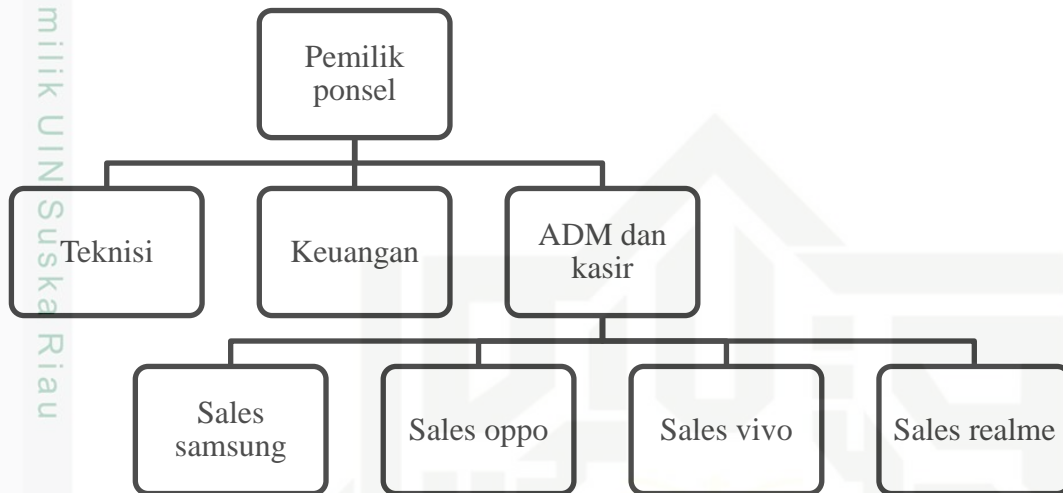 milik UIN Suska Riau
Pemilik
ponsel
Teknisi
Keuangan
ADM dan
kasir
Sales
samsung
Sales oppo
Sales vivo
Sales realme